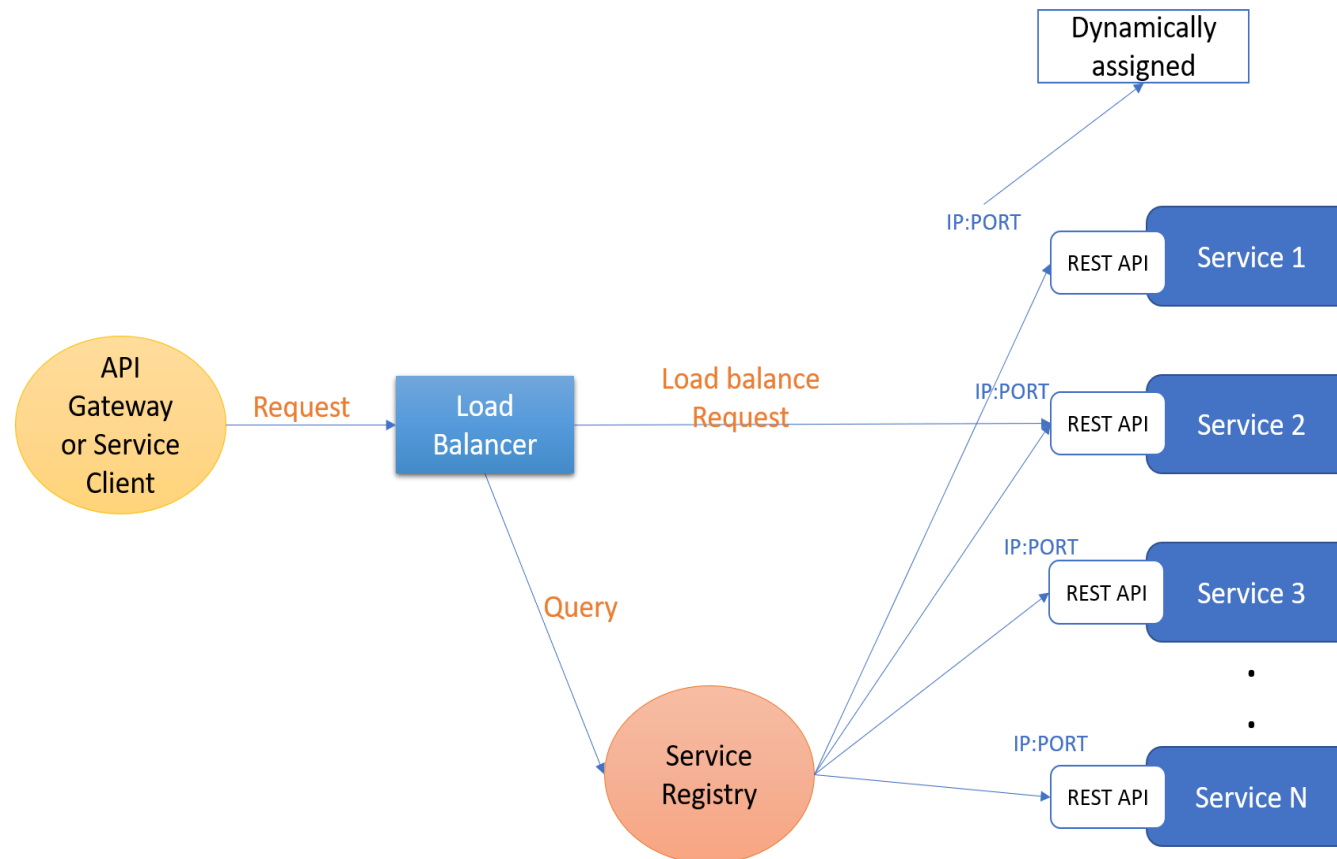 Dynamically
assigned
IP:PORT
REST API
Service 1
API
Gateway
or Service
Client
Request
Load
Balancer
Load balance
Request
IP:PORT
REST API
Service 2
IP:PORT
REST API
Service 3
.
.
Query
Service
Registry
IP:PORT
REST API
Service N